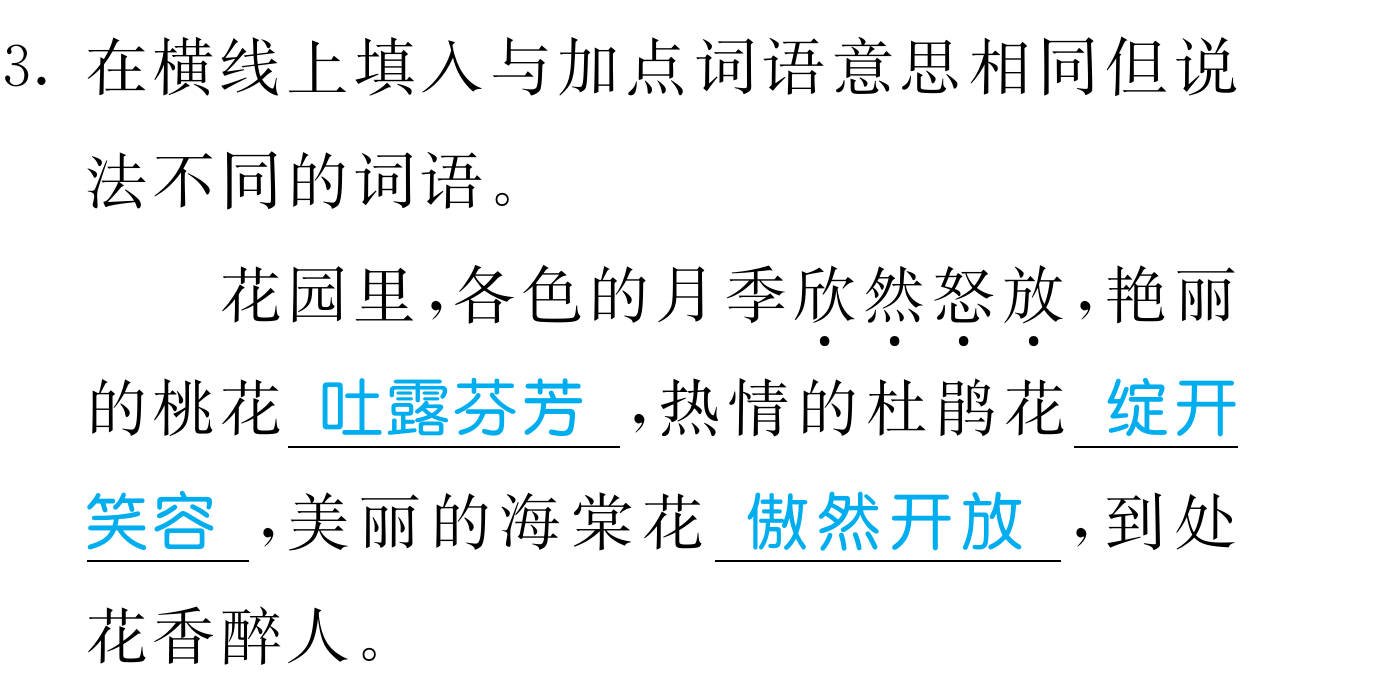 3. 在横线上填入与加点词语意思相同但说
法不同的词语。
花园里,各色的月季欣然怒放,艳丽
的桃花 吐露芬芳 ,热情的杜鹃花 绽开
笑容 ,美丽的海棠花 傲然开放 ,到处
花香醉人。